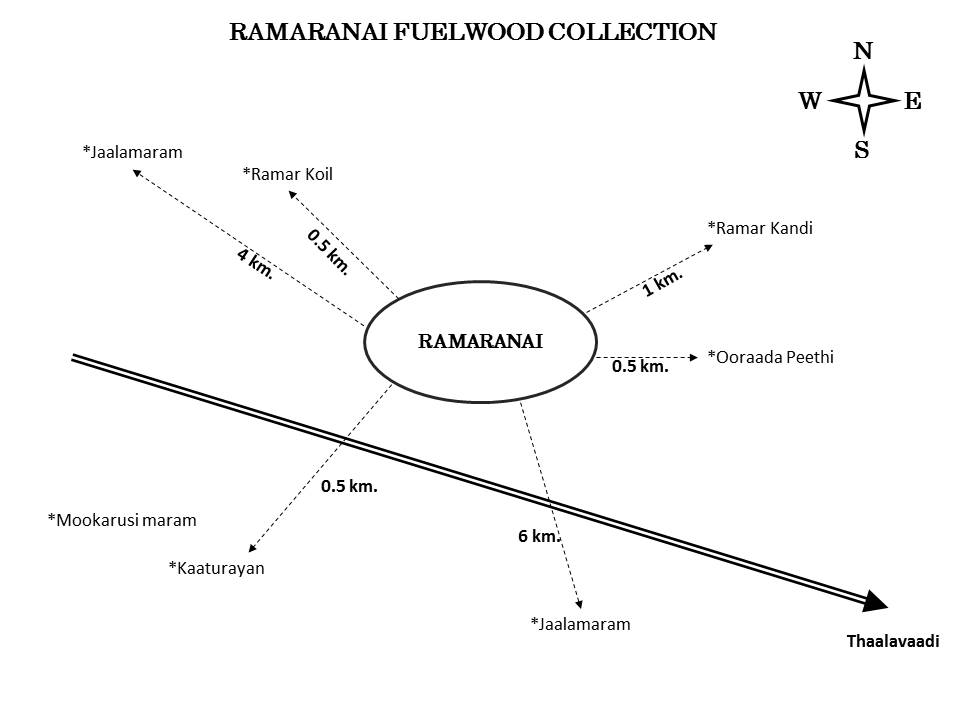 RAMARANAI FUELWOOD COLLECTION
N
W
E
S
*Jaalamaram
*Ramar Koil
*Ramar Kandi
4 km.
0.5 km.
1 km.
RAMARANAI
*Ooraada Peethi
0.5 km.
0.5 km.
*Mookarusi maram
6 km.
*Kaaturayan
*Jaalamaram
Thaalavaadi